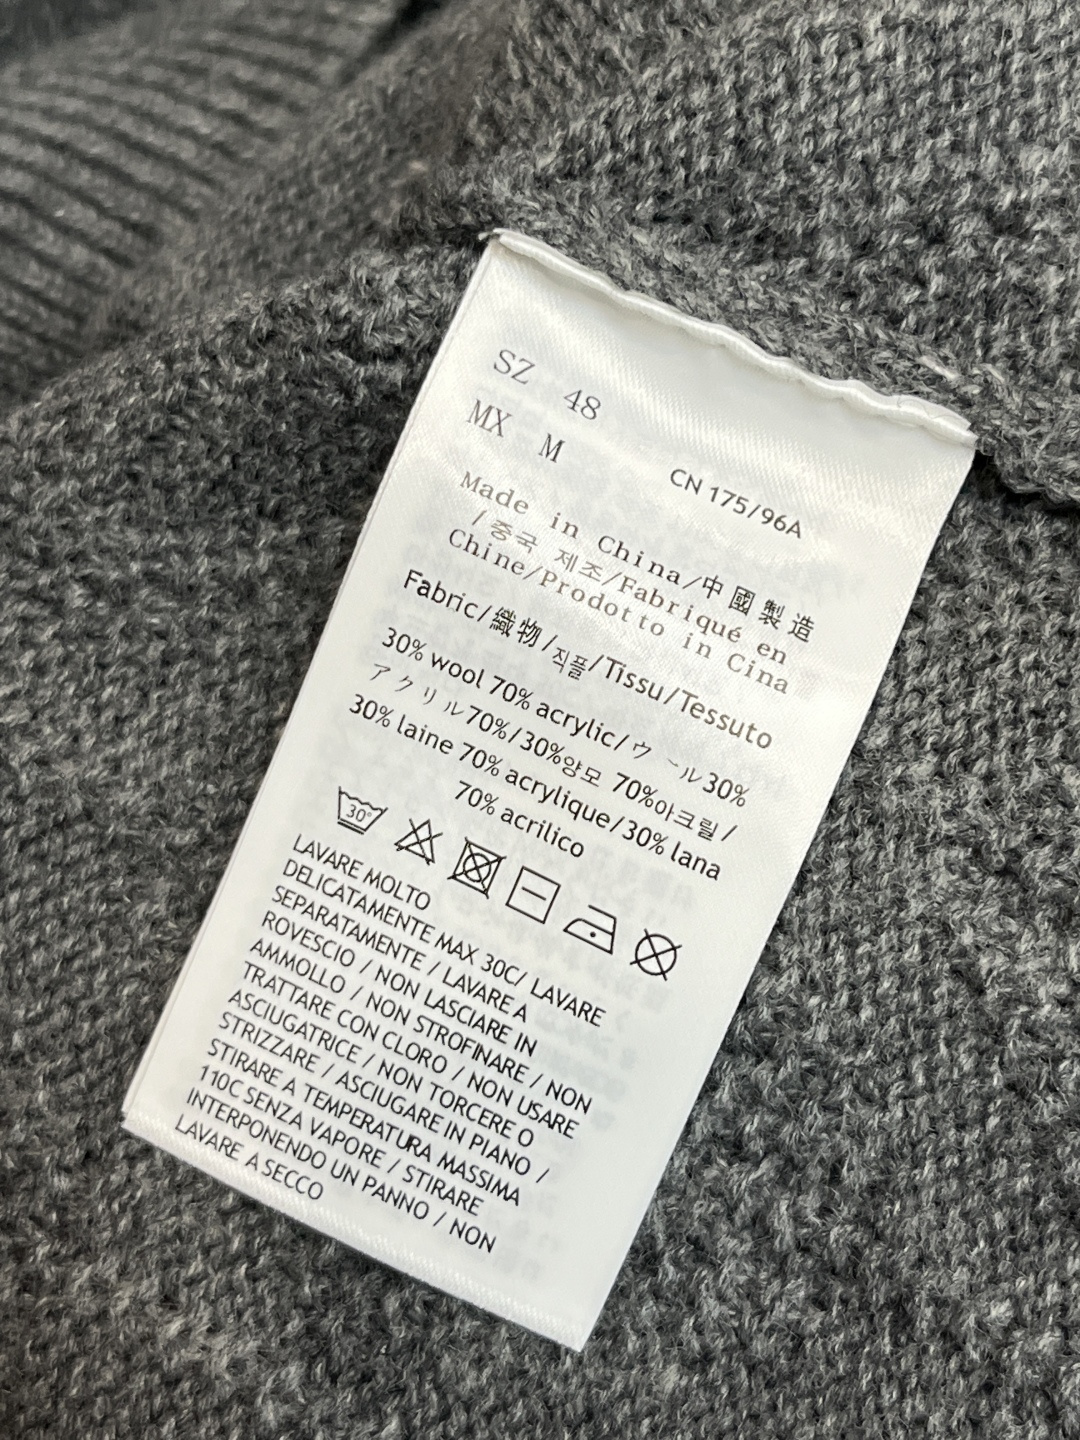 SZ 48
MX M
CN 175/96A
Made in China/中國製造
/중국 제조/Fabriqué en
Chine/Prodotto in Cina
Fabric/織物/직플/Tissu/Tessuto
30% wool 70% acrylic/ウール30%
アクリル70%/30%양모 70%아크릴/
30% laine 70% acrylique/30% lana
70% acrilico
30°
LAVARE MOLTO
DELICATAMENTE MAX 30C/ LAVARE
SEPARATAMENTE / LAVARE A
ROVESCIO / NON LASCIARE IN
AMMOLLO / NON STROFINARE / NON
TRATTARE CON CLORO / NON USARE
ASCIUGATRICE / NON TORCERE O
STRIZZARE / ASCIUGARE IN PIANO /
STIRARE A TEMPERATURA MASSIMA
110C SENZA VAPORE / STIRARE
INTERPONENDO UN PANNO / NON
LAVARE A SECCO